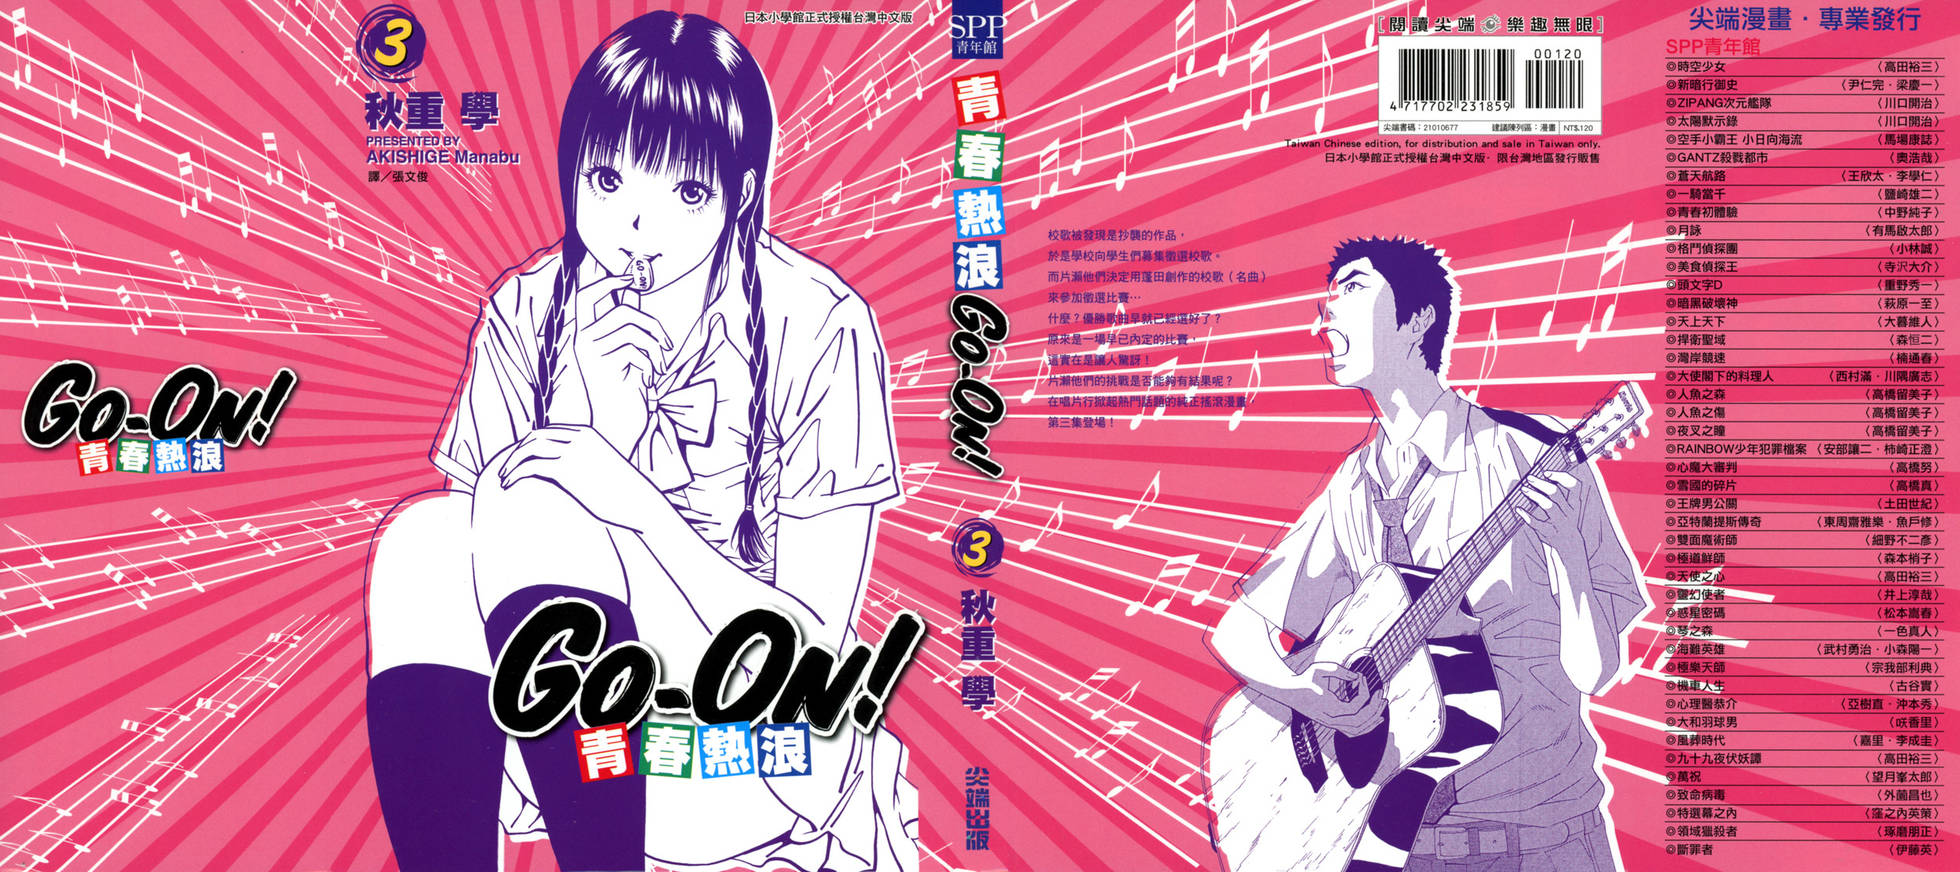 GO-ON!
青春熱浪
3
秋重 學
PRESENTED BY
AKISHIGE Manabu
譯／張文俊
日本小學館正式授權台灣中文版
GO-ON
GO-ON!
青春熱浪
SPP
青年館
青春熱浪
GO-ON!
3
秋重 學
尖端出版
校歌被發現是抄襲的作品，
於是學校向學生們募集徵選校歌。
而片瀨他們決定用蓬田創作的校歌（名曲）
來參加徵選比賽…
什麼？優勝歌曲早就已經選好了？
原來是一場早已內定的比賽，
這實在是讓人驚訝！
片瀨他們的挑戰是否能夠有結果呢？
在唱片行掀起熱門話題的純正搖滾漫畫，
第三集登場！
[閱讀尖端 樂趣無限]
00120
4 717702 231859
尖端書碼：21010677 建議陳列區：漫畫 NT$.120
Taiwan Chinese edition, for distribution and sale in Taiwan only.
日本小學館正式授權台灣中文版‧限台灣地區發行販售
尖端漫畫‧專業發行
SPP青年館
◎時空少女〈高田裕三〉
◎新暗行御史〈尹仁完‧梁慶一〉
◎ZIPANG次元艦隊〈川口開治〉
◎太陽默示錄〈川口開治〉
◎空手小霸王 小日向海流〈馬場康誌〉
◎GANTZ殺戮都市〈奧浩哉〉
◎蒼天航路〈王欣太‧李學仁〉
◎一騎當千〈鹽崎雄二〉
◎青春初體驗〈中野純子〉
◎月詠〈有馬啟太郎〉
◎格鬥偵探團〈小林誠〉
◎美食偵探王〈寺沢大介〉
◎頭文字D〈重野秀一〉
◎暗黑破壞神〈萩原一至〉
◎天上天下〈大暮維人〉
◎捍衛聖域〈森恒二〉
◎灣岸競速〈楠通春〉
◎大使閣下的料理人〈西村滿‧川隅廣志〉
◎人魚之森〈高橋留美子〉
◎人魚之傷〈高橋留美子〉
◎夜叉之瞳〈高橋留美子〉
◎RAINBOW少年犯罪檔案〈安部讓二‧柿崎正澄〉
◎心魔大審判〈高橋努〉
◎雪國的碎片〈高橋真〉
◎王牌男公關〈土田世紀〉
◎亞特蘭提斯傳奇〈東周齋雅樂‧魚戶修〉
◎雙面魔術師〈細野不二彥〉
◎極道鮮師〈森本梢子〉
◎天使之心〈高田裕三〉
◎靈幻使者〈井上淳哉〉
◎惑星密碼〈松本嵩春〉
◎琴之森〈一色真人〉
◎海難英雄〈武村勇治‧小森陽一〉
◎極樂天師〈宗我部利典〉
◎機車人生〈古谷實〉
◎心理醫恭介〈亞樹直‧沖本秀〉
◎大和羽球男〈咲香里〉
◎風葬時代〈嘉里‧李成圭〉
◎九十九夜伏妖譚〈高田裕三〉
◎萬祝〈望月峯太郎〉
◎致命病毒〈外薗昌也〉
◎特選幕之內〈窪之內英策〉
◎領域獵殺者〈琢磨朋正〉
◎斷罪者〈伊藤英〉